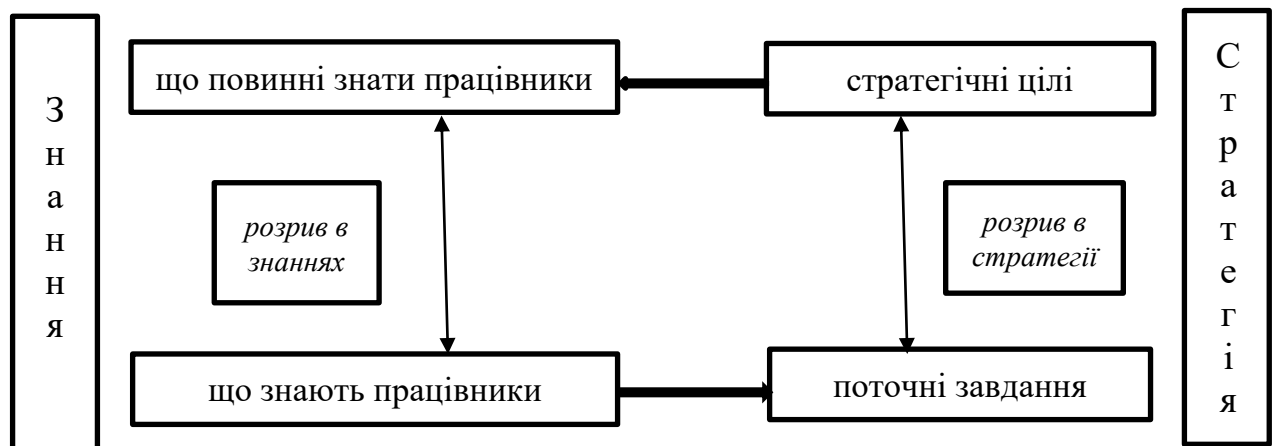 Знання
що повинні знати працівники
стратегічні цілі
розрив в
знаннях
розрив в
стратегії
що знають працівники
поточні завдання
Стратегія